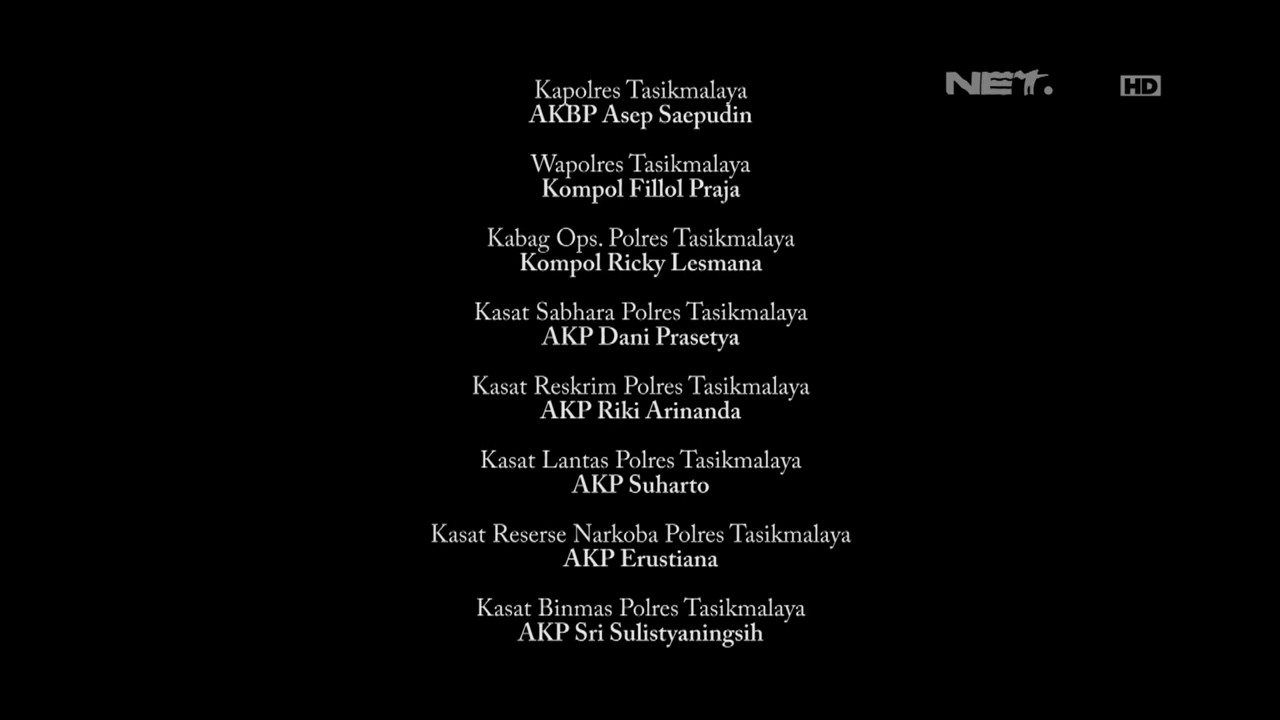 Kapolres Tasikmalaya
AKBP Asep Saepudin
Wapolres Tasikmalaya
Kompol Fillol Praja
Kabag Ops. Polres Tasikmalaya
Kompol Ricky Lesmana
Kasat Sabhara Polres Tasikmalaya
AKP Dani Prasetya
Kasat Reskrim Polres Tasikmalaya
AKP Riki Arinanda
Kasat Lantas Polres Tasikmalaya
AKP Suharto
Kasat Reserse Narkoba Polres Tasikmalaya
AKP Erustiana
Kasat Binmas Polres Tasikmalaya
AKP Sri Sulistyaningsih
NET.
HD